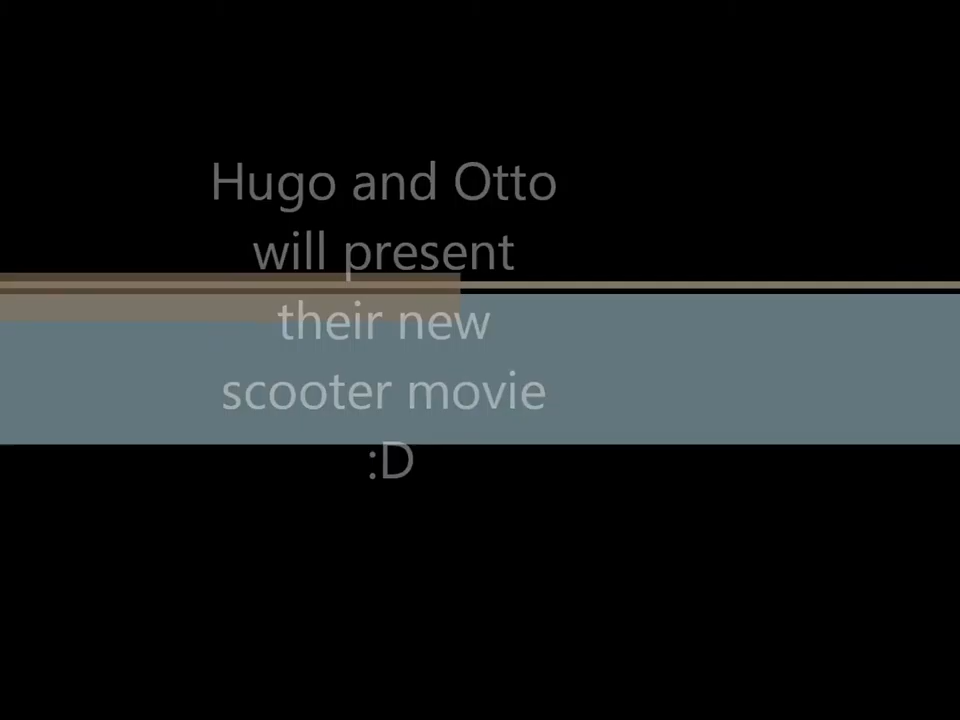 Hugo and Otto
will present
their new
scooter movie
:D